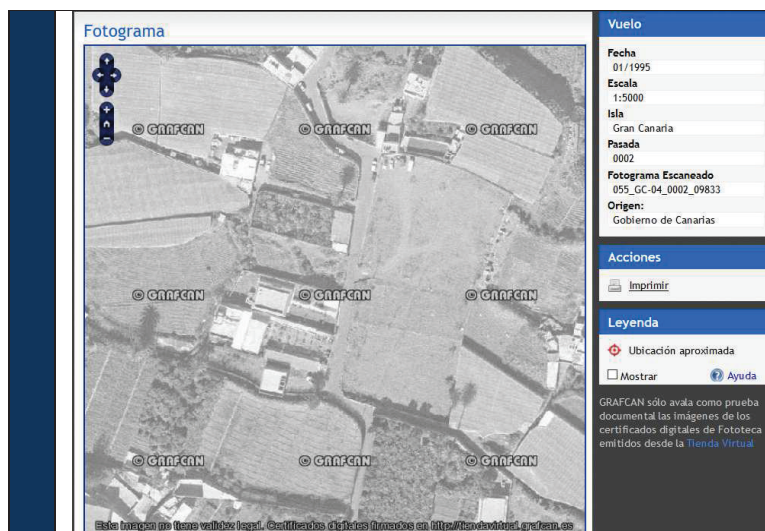 Fotograma
© GRAFCAN © GRAFCAN © GRAFCAN
© GRAFCAN © GRAFCAN © GRAFCAN
© GRAFCAN © GRAFCAN © GRAFCAN
Esta imagen no tiene validez legal. Certificados digitales firmados en http://tiendavirtual.grafcan.es
Vuelo
Fecha
01/1995
Escala
1:5000
Isla
Gran Canaria
Pasada
0002
Fotograma Escaneado
055_GC-04_0002_09833
Origen:
Gobierno de Canarias
Acciones
Imprimir
Leyenda
Ubicación aproximada
Mostrar Ayuda
GRAFCAN sólo avala como prueba
documental las imágenes de los
certificados digitales de Fototeca
emitidos desde la Tienda Virtual